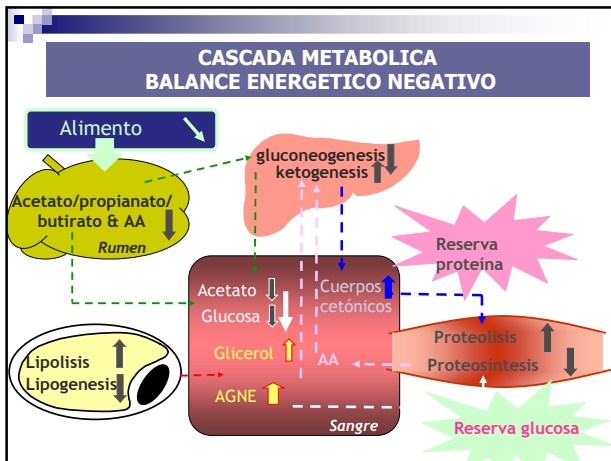 CASCADA METABOLICA
BALANCE ENERGETICO NEGATIVO
Alimento
gluconeogenesis
ketogenesis
Acetato/propianato/
butirato & AA
Rumen
Reserva
proteína
Acetato
Glucosa
Cuerpos
cetónicos
Glicerol
AA
AGNE
Sangre
Lipolisis
Lipogenesis
Proteolisis
Proteosíntesis
Reserva glucosa